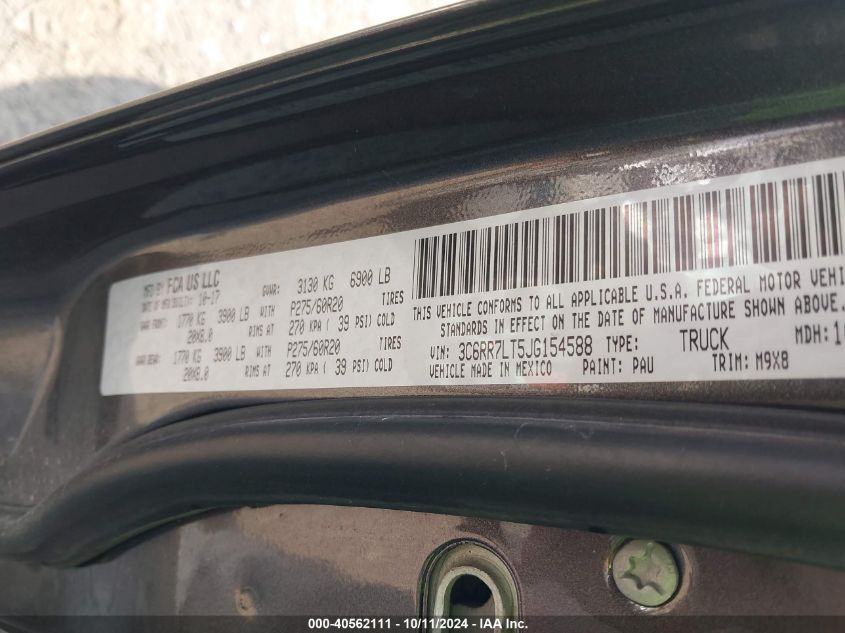 MFD BY: FCA US LLC
DATE OF MFR/BUILT: 10-17
GVWR: 3130 KG 6900 LB
GAWR FRONT: 1770 KG 3900 LB WITH P275/60R20 TIRES
20X8.0 RIMS AT 270 KPA ( 39 PSI) COLD
GAWR REAR: 1770 KG 3900 LB WITH P275/60R20 TIRES
20X8.0 RIMS AT 270 KPA ( 39 PSI) COLD
THIS VEHICLE CONFORMS TO ALL APPLICABLE U.S.A. FEDERAL MOTOR VEHI
STANDARDS IN EFFECT ON THE DATE OF MANUFACTURE SHOWN ABOVE.
VIN: 3C6RR7LT5JG154588 TYPE: TRUCK MDH: 10
VEHICLE MADE IN MEXICO PAINT: PAU TRIM: M9X8
000-40562111 - 10/11/2024 - IAA Inc.